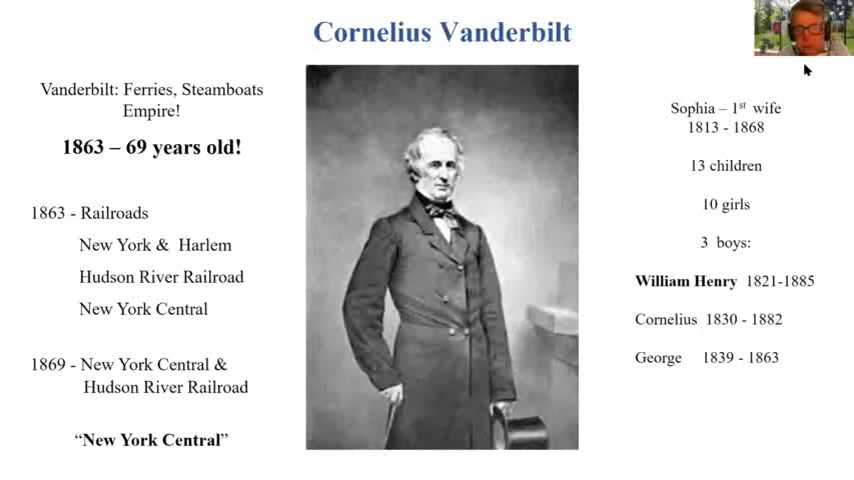 Cornelius Vanderbilt
Vanderbilt: Ferries, Steamboats
Empire!
1863 – 69 years old!
1863 - Railroads
New York & Harlem
Hudson River Railroad
New York Central
1869 - New York Central &
Hudson River Railroad
“New York Central”
Sophia – 1st wife
1813 - 1868
13 children
10 girls
3 boys:
William Henry 1821-1885
Cornelius 1830 - 1882
George 1839 - 1863